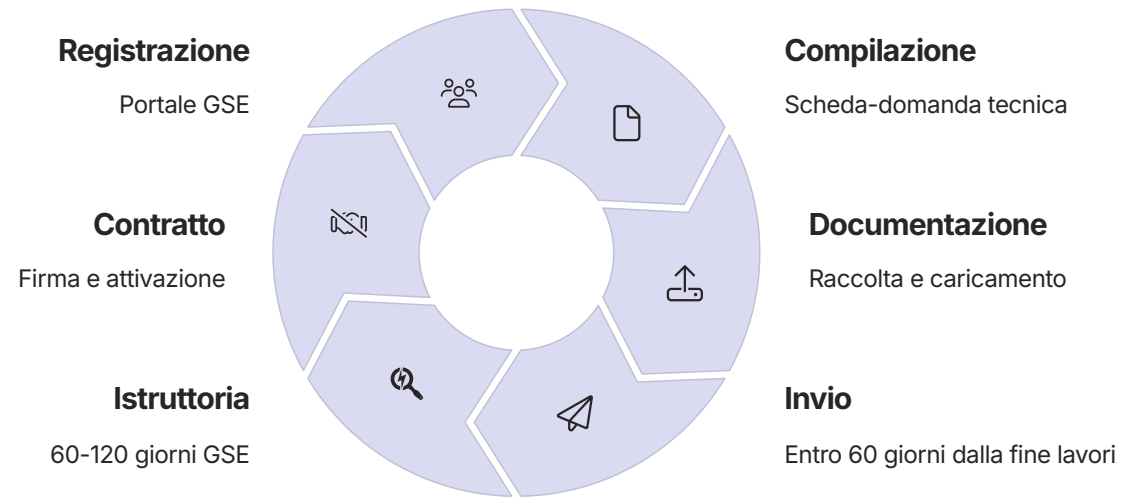 Registrazione
Portale GSE
Compilazione
Scheda-domanda tecnica
Documentazione
Raccolta e caricamento
Invio
Entro 60 giorni dalla fine lavori
Istruttoria
60-120 giorni GSE
Contratto
Firma e attivazione